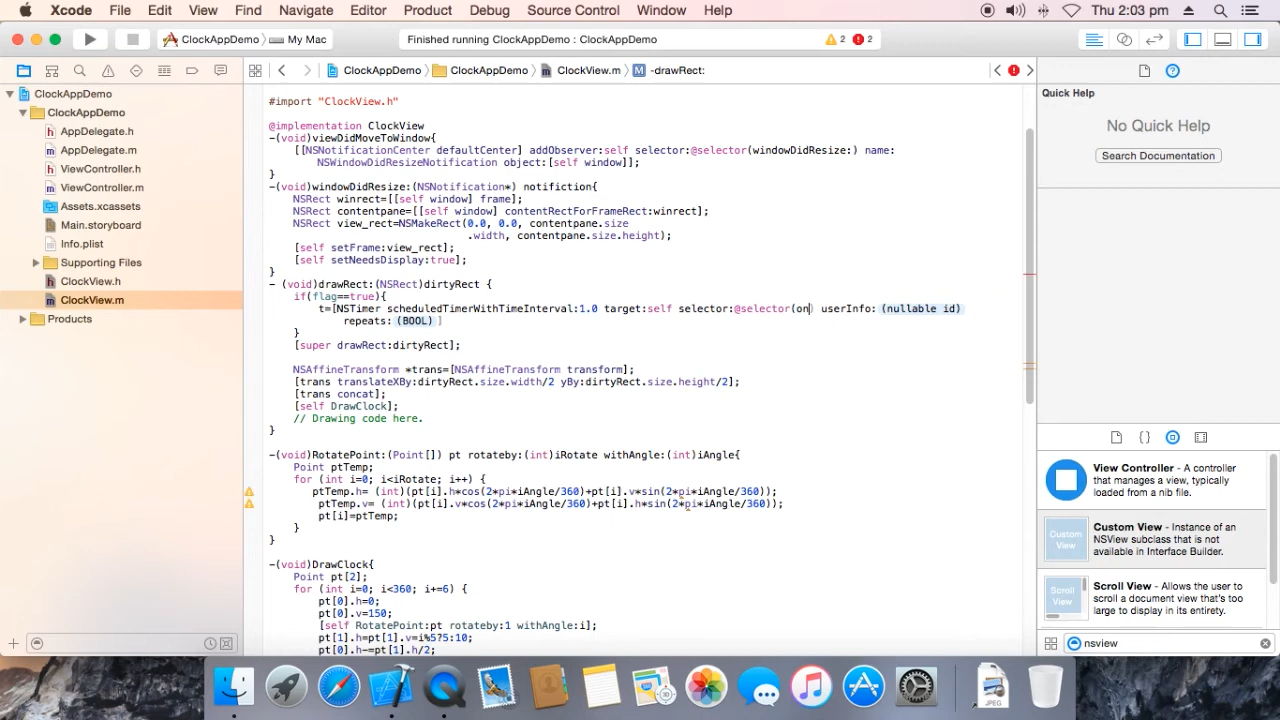 Xcode File Edit View Find Navigate Editor Product Debug Source Control Window Help Thu 2:03 pm
ClockAppDemo My Mac Finished running ClockAppDemo : ClockAppDemo 2 2
ClockAppDemo ClockAppDemo ClockView.m M -drawRect:
ClockAppDemo
ClockAppDemo
h AppDelegate.h
m AppDelegate.m
h ViewController.h
m ViewController.m
Assets.xcassets
Main.storyboard
Info.plist
Supporting Files
h ClockView.h
m ClockView.m
Products
#import "ClockView.h"
@implementation ClockView
-(void)viewDidMoveToWindow{
[[NSNotificationCenter defaultCenter] addObserver:self selector:@selector(windowDidResize:) name:
NSWindowDidResizeNotification object:[self window]];
}
-(void)windowDidResize:(NSNotification*) notifiction{
NSRect winrect=[[self window] frame];
NSRect contentpane=[[self window] contentRectForFrameRect:winrect];
NSRect view_rect=NSMakeRect(0.0, 0.0, contentpane.size
.width, contentpane.size.height);
[self setFrame:view_rect];
[self setNeedsDisplay:true];
}
- (void)drawRect:(NSRect)dirtyRect {
if(flag==true){
t=[NSTimer scheduledTimerWithTimeInterval:1.0 target:self selector:@selector(on) userInfo:(nullable id)
repeats:(BOOL)]
}
[super drawRect:dirtyRect];
NSAffineTransform *trans=[NSAffineTransform transform];
[trans translateXBy:dirtyRect.size.width/2 yBy:dirtyRect.size.height/2];
[trans concat];
[self DrawClock];
// Drawing code here.
}
-(void)RotatePoint:(Point[]) pt rotateby:(int)iRotate withAngle:(int)iAngle{
Point ptTemp;
for (int i=0; i<iRotate; i++) {
ptTemp.h= (int)(pt[i].h*cos(2*pi*iAngle/360)+pt[i].v*sin(2*pi*iAngle/360));
ptTemp.v= (int)(pt[i].v*cos(2*pi*iAngle/360)+pt[i].h*sin(2*pi*iAngle/360));
pt[i]=ptTemp;
}
}
-(void)DrawClock{
Point pt[2];
for (int i=0; i<360; i+=6) {
pt[0].h=0;
pt[0].v=150;
[self RotatePoint:pt rotateby:1 withAngle:i];
pt[1].h=pt[1].v=i%5?5:10;
pt[0].h-=pt[1].h/2;
Quick Help
No Quick Help
Search Documentation
View Controller - A controller
that manages a view, typically
loaded from a nib file.
Custom View
Custom View - Instance of an
NSView subclass that is not
available in Interface Builder.
Scroll View
Scroll View - Allows the user
to scroll a document view that's too
large to display in its entirety.
nsview
JPEG